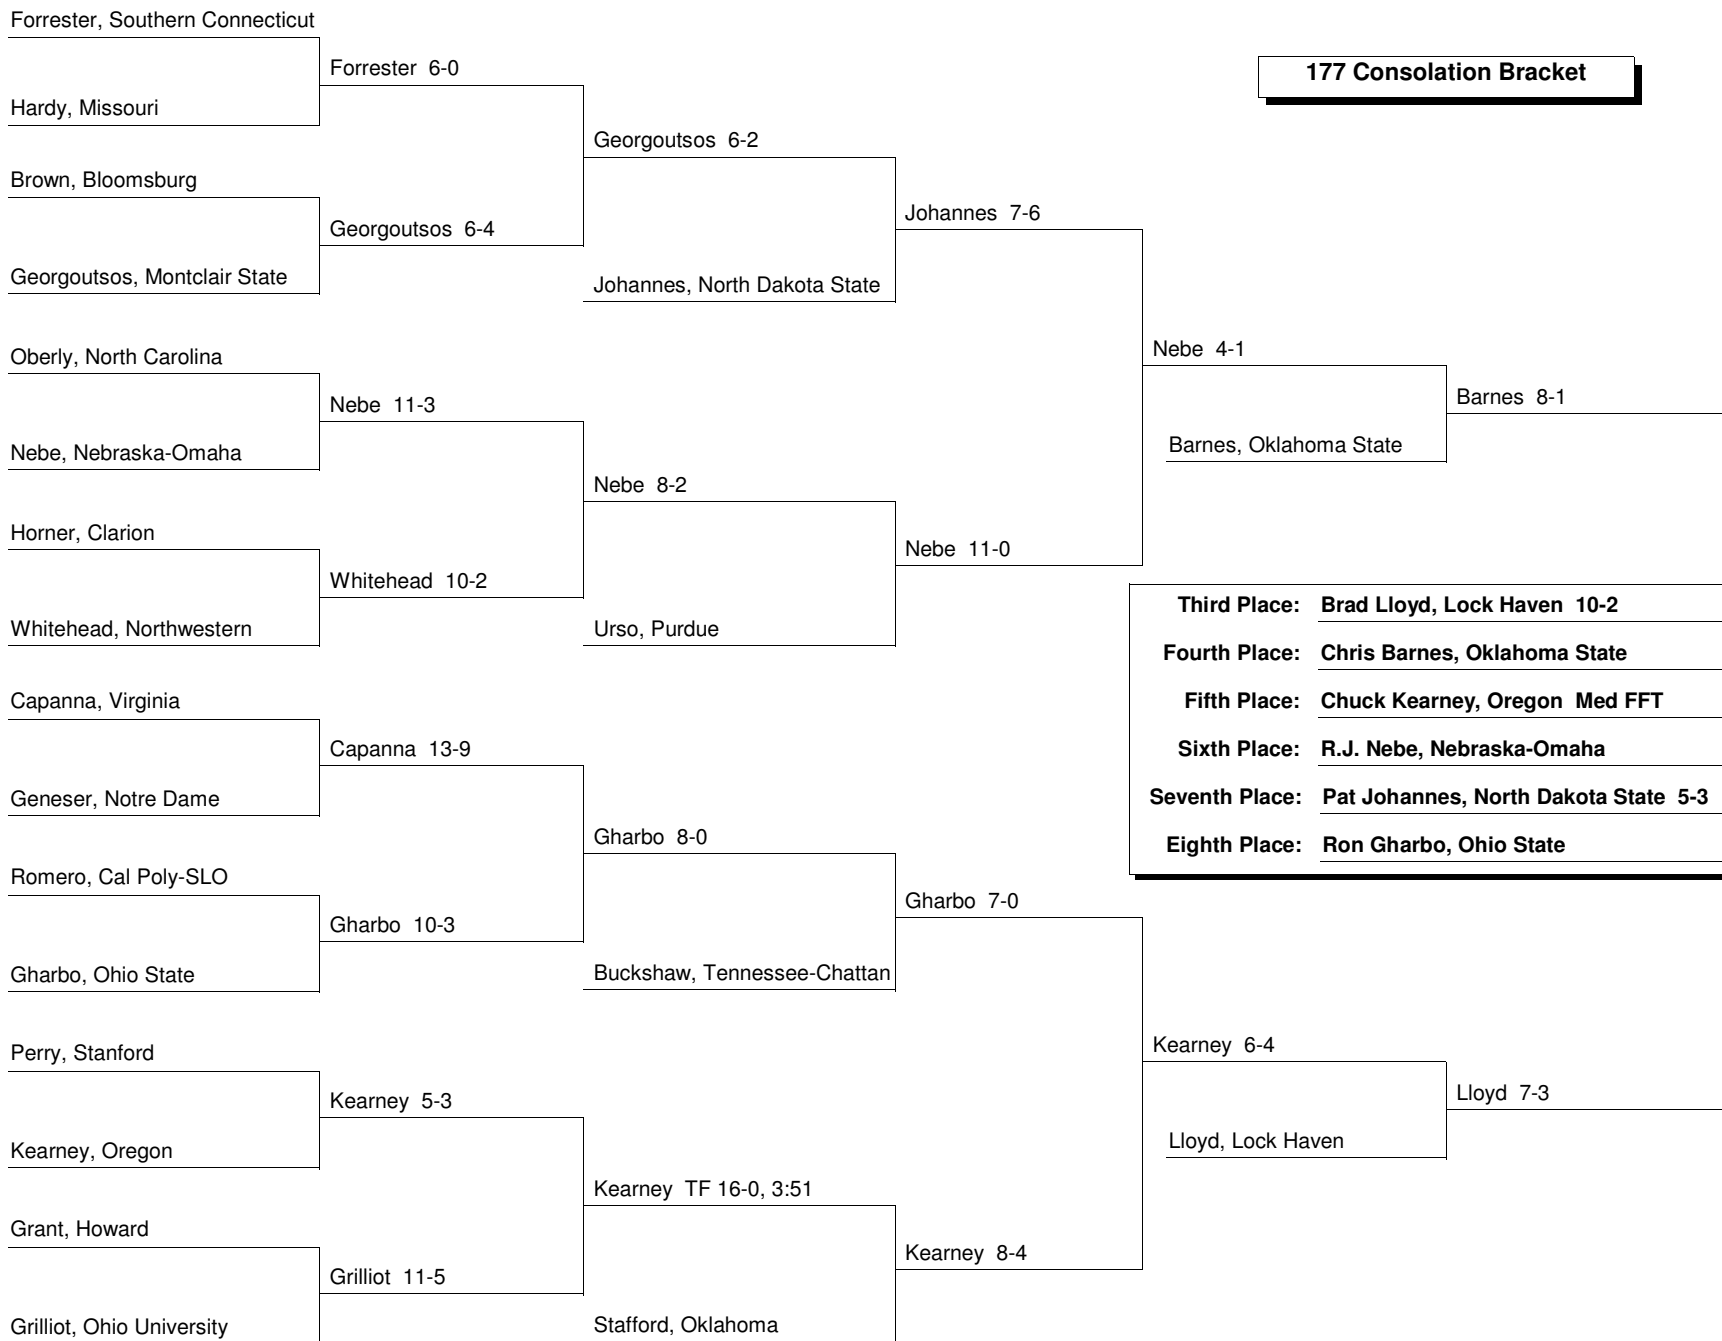 Forrester, Southern Connecticut
Forrester 6-0
177 Consolation Bracket
Hardy, Missouri
Georgoutsos 6-2
Brown, Bloomsburg
Johannes 7-6
Georgoutsos 6-4
Georgoutsos, Montclair State
Johannes, North Dakota State
Nebe 4-1
Oberly, North Carolina
Barnes 8-1
Nebe 11-3
Barnes, Oklahoma State
Nebe, Nebraska-Omaha
Nebe 8-2
Horner, Clarion
Nebe 11-0
Whitehead 10-2
Third Place: Brad Lloyd, Lock Haven 10-2
Whitehead, Northwestern
Urso, Purdue
Fourth Place: Chris Barnes, Oklahoma State
Capanna, Virginia
Fifth Place: Chuck Kearney, Oregon Med FFT
Capanna 13-9
Sixth Place: R.J. Nebe, Nebraska-Omaha
Geneser, Notre Dame
Seventh Place: Pat Johannes, North Dakota State 5-3
Gharbo 8-0
Eighth Place: Ron Gharbo, Ohio State
Romero, Cal Poly-SLO
Gharbo 7-0
Gharbo 10-3
Gharbo, Ohio State
Buckshaw, Tennessee-Chattan
Perry, Stanford
Kearney 6-4
Kearney 5-3
Lloyd 7-3
Kearney, Oregon
Lloyd, Lock Haven
Kearney TF 16-0, 3:51
Grant, Howard
Kearney 8-4
Grilliot 11-5
Grilliot, Ohio University
Stafford, Oklahoma